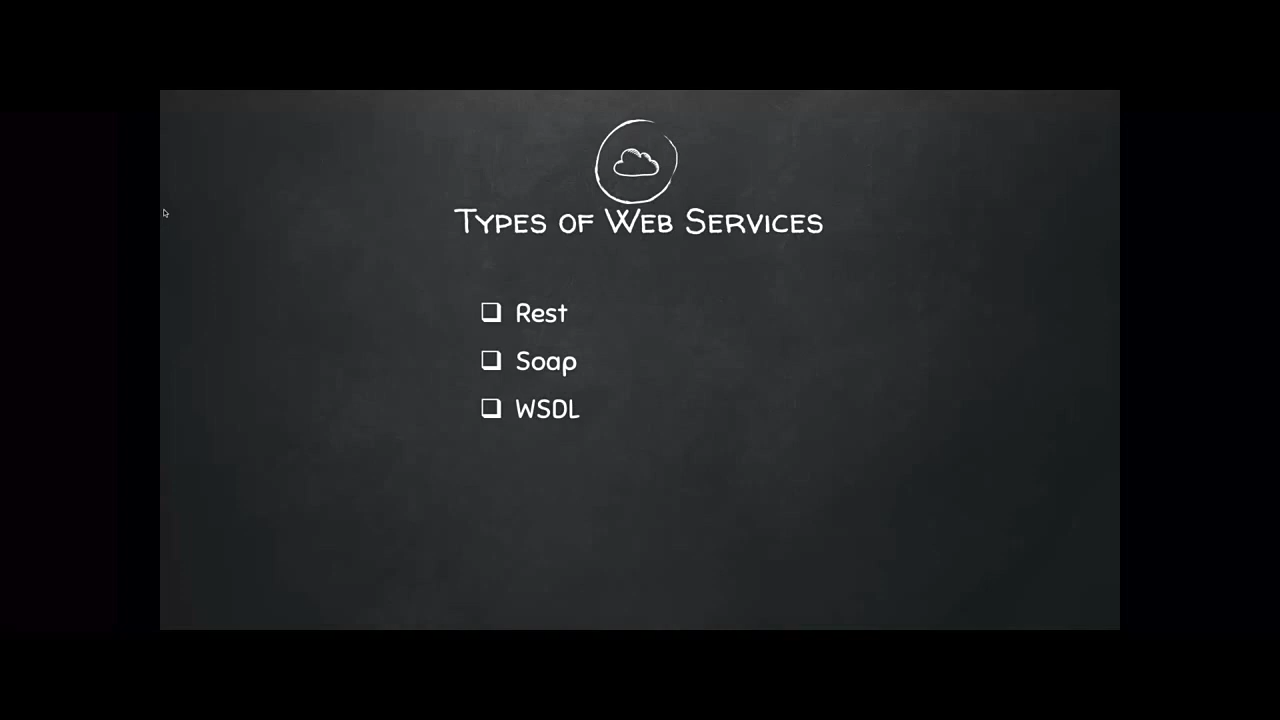 Types of Web Services
❑ Rest
❑ Soap
❑ WSDL